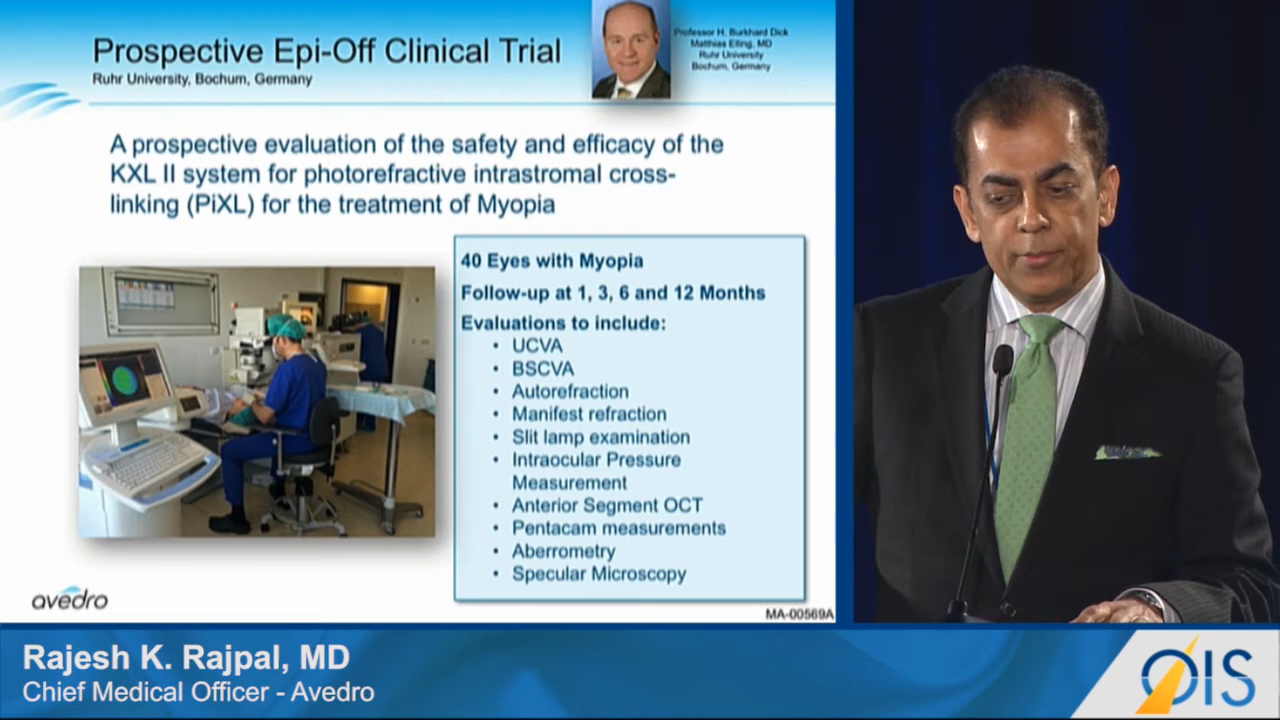 Prospective Epi-Off Clinical Trial
Ruhr University, Bochum, Germany
Professor H. Burkhard Dick
Matthias Elling, MD
Ruhr University
Bochum, Germany
A prospective evaluation of the safety and efficacy of the
KXL II system for photorefractive intrastromal cross-
linking (PiXL) for the treatment of Myopia
40 Eyes with Myopia
Follow-up at 1, 3, 6 and 12 Months
Evaluations to include:
• UCVA
• BSCVA
• Autorefraction
• Manifest refraction
• Slit lamp examination
• Intraocular Pressure
Measurement
• Anterior Segment OCT
• Pentacam measurements
• Aberrometry
• Specular Microscopy
avedro
MA-00569A
Rajesh K. Rajpal, MD
Chief Medical Officer - Avedro
OIS